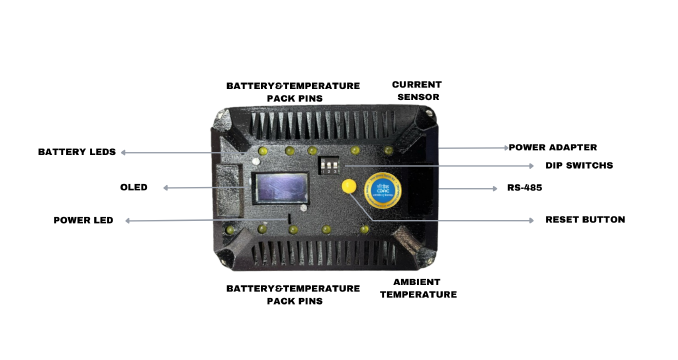 BATTERY&TEMPERATURE
PACK PINS
CURRENT
SENSOR
BATTERY LEDS
POWER ADAPTER
DIP SWITCHS
OLED
RS-485
POWER LED
RESET BUTTON
BATTERY&TEMPERATURE
PACK PINS
AMBIENT
TEMPERATURE